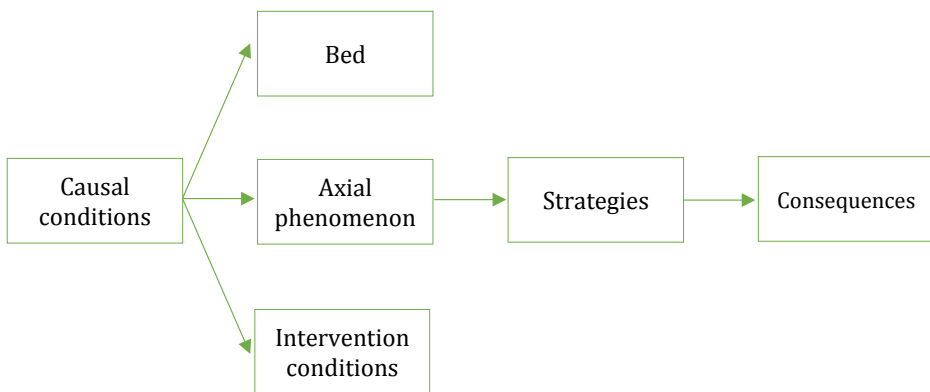 Bed
Causal
conditions
Axial
phenomenon
Strategies
Consequences
Intervention
conditions